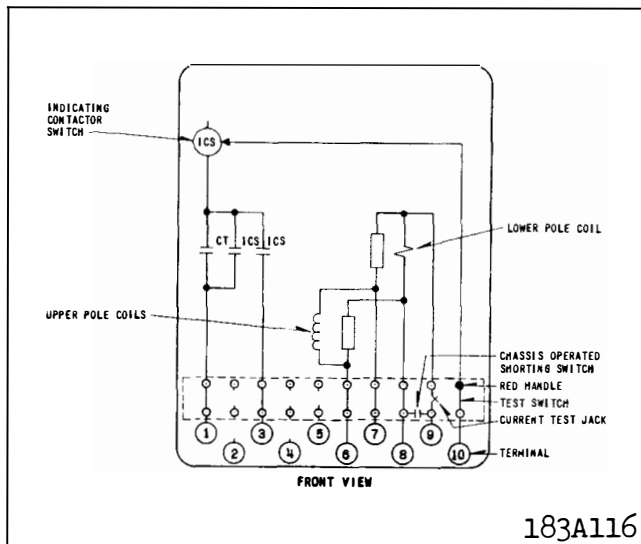 INDICATING
CONTACTOR
SWITCH
ICS
CT ICS ICS
LOWER POLE COIL
UPPER POLE COILS
CHASSIS OPERATED
SHORTING SWITCH
RED HANDLE
TEST SWITCH
CURRENT TEST JACK
1 3 5 7 9
2 4 6 8 10
TERMINAL
FRONT VIEW
183A116